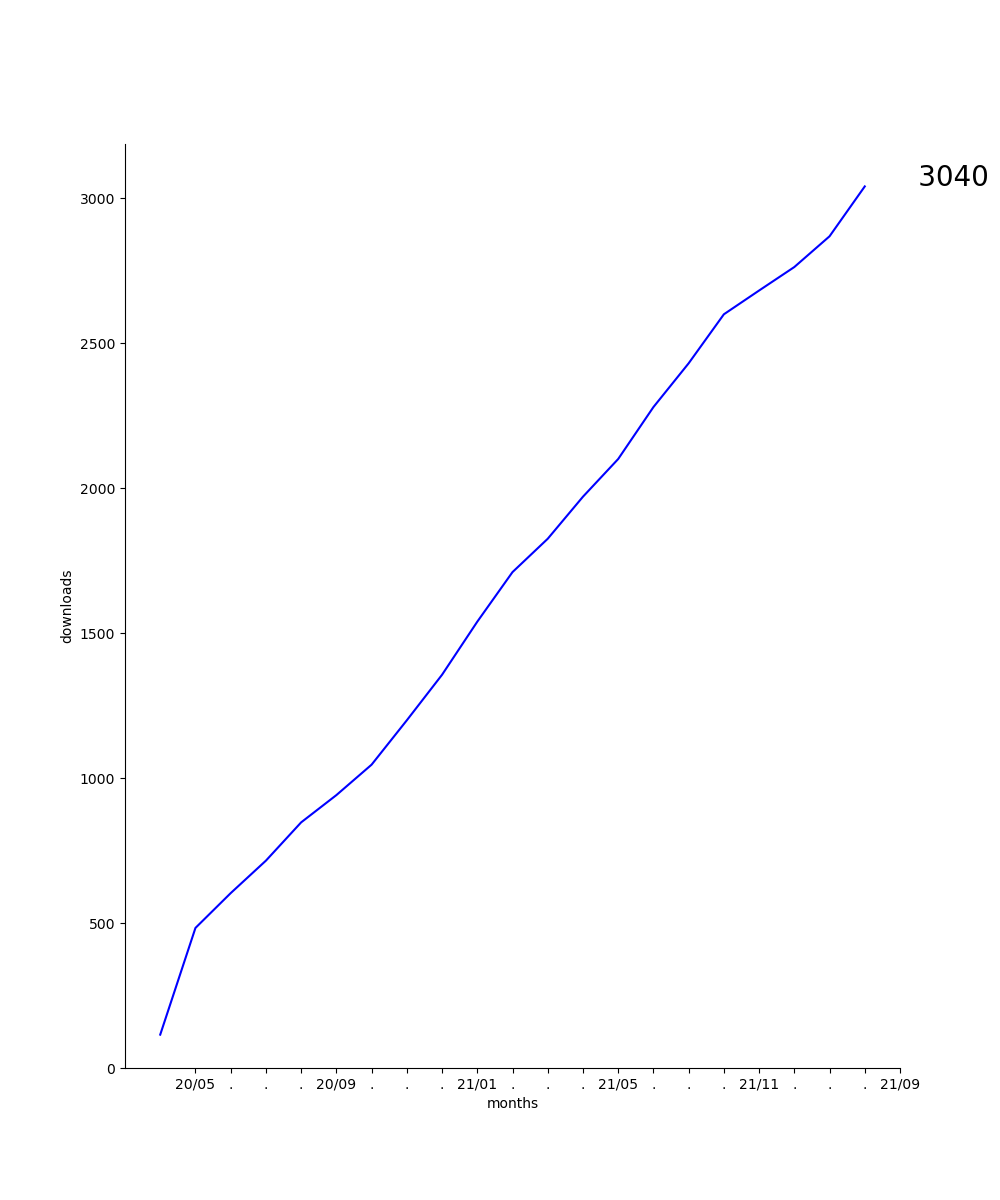 3040
3000
2500
2000
1500
1000
500
0
downloads
20/05 . . . 20/09 . . . 21/01 . . . 21/05 . . . 21/11 . . . 21/09
months